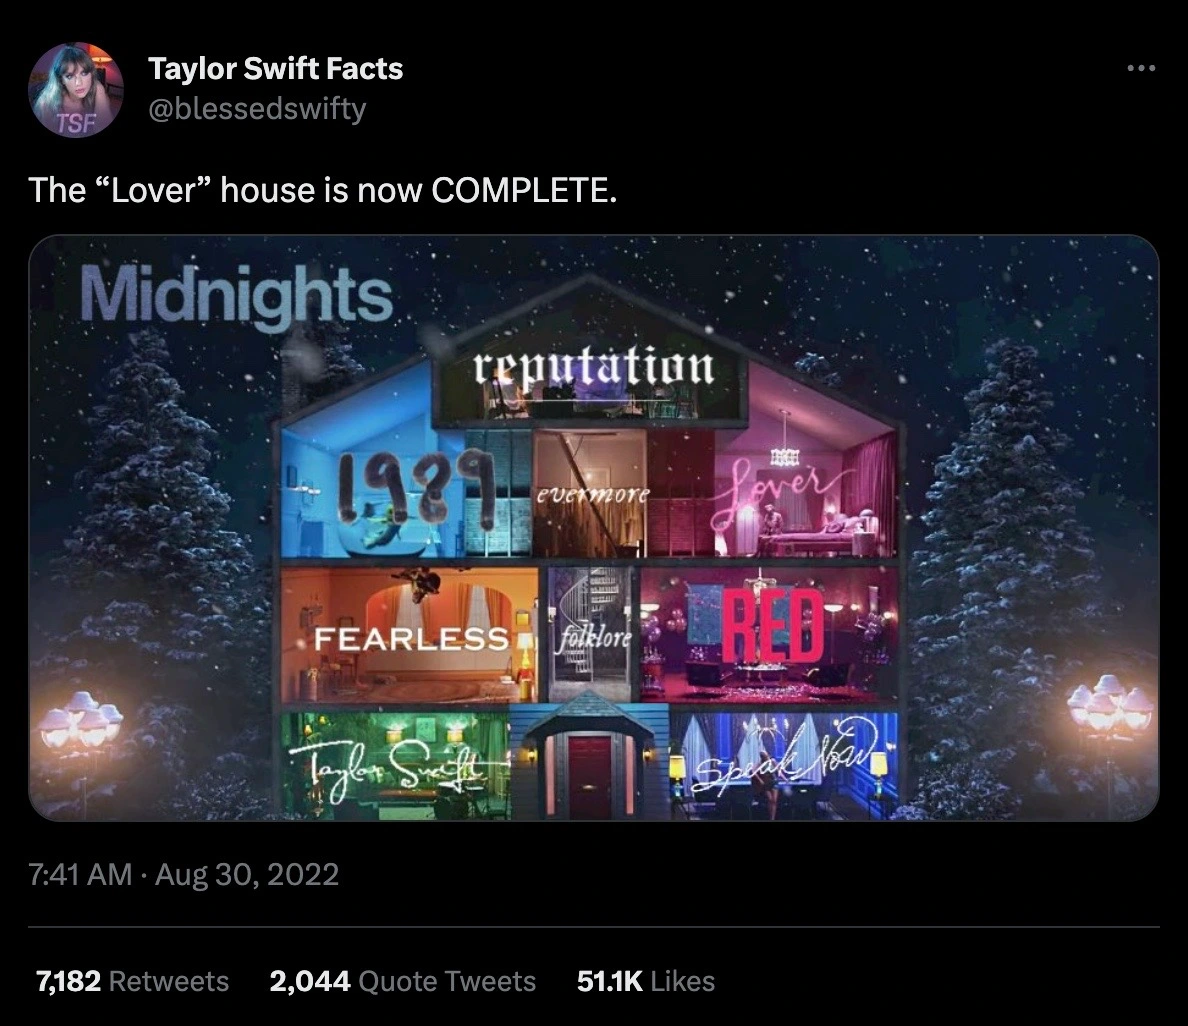 Taylor Swift Facts
@blessedswifty
TSF
The “Lover” house is now COMPLETE.
Midnights
reputation
1989
evermore
Lover
FEARLESS
folklore
RED
Taylor Swift
Speak Now
7:41 AM · Aug 30, 2022
7,182 Retweets 2,044 Quote Tweets 51.1K Likes